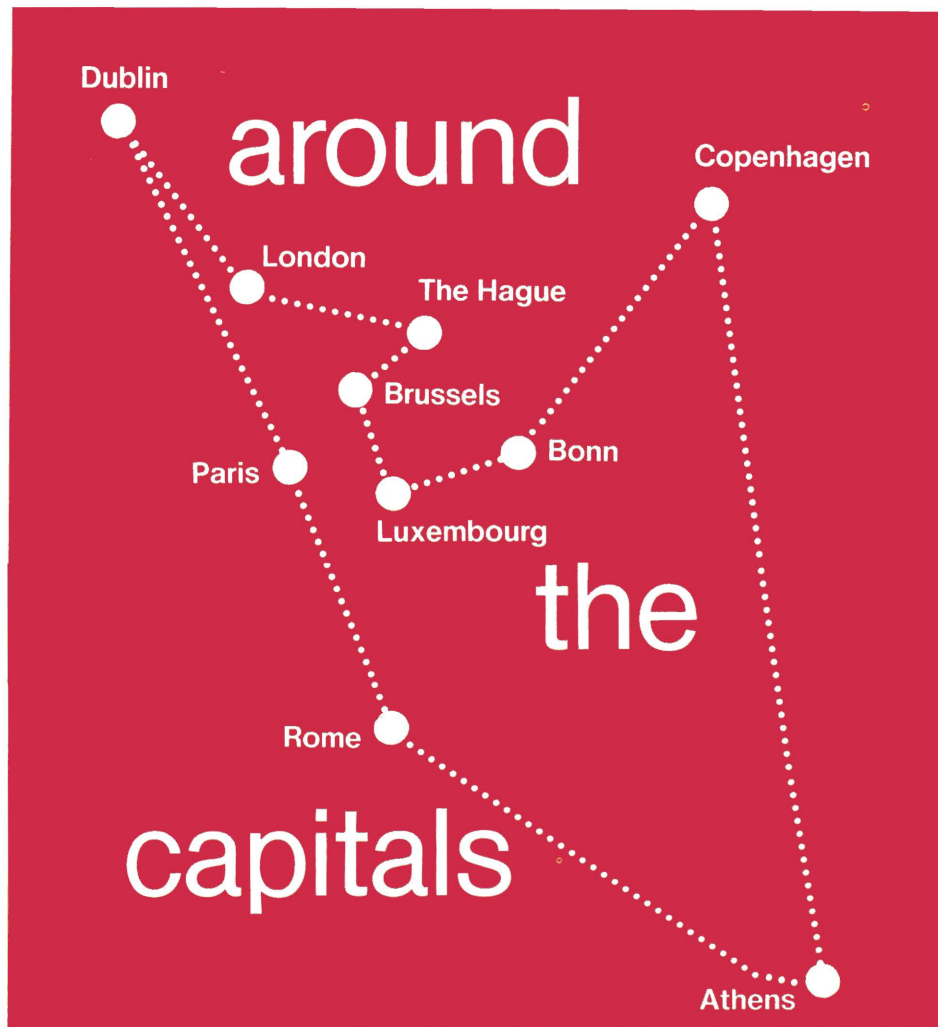 Dublin
around
Copenhagen
London
The Hague
Brussels
Bonn
Paris
Luxembourg
the
Rome
capitals
Athens